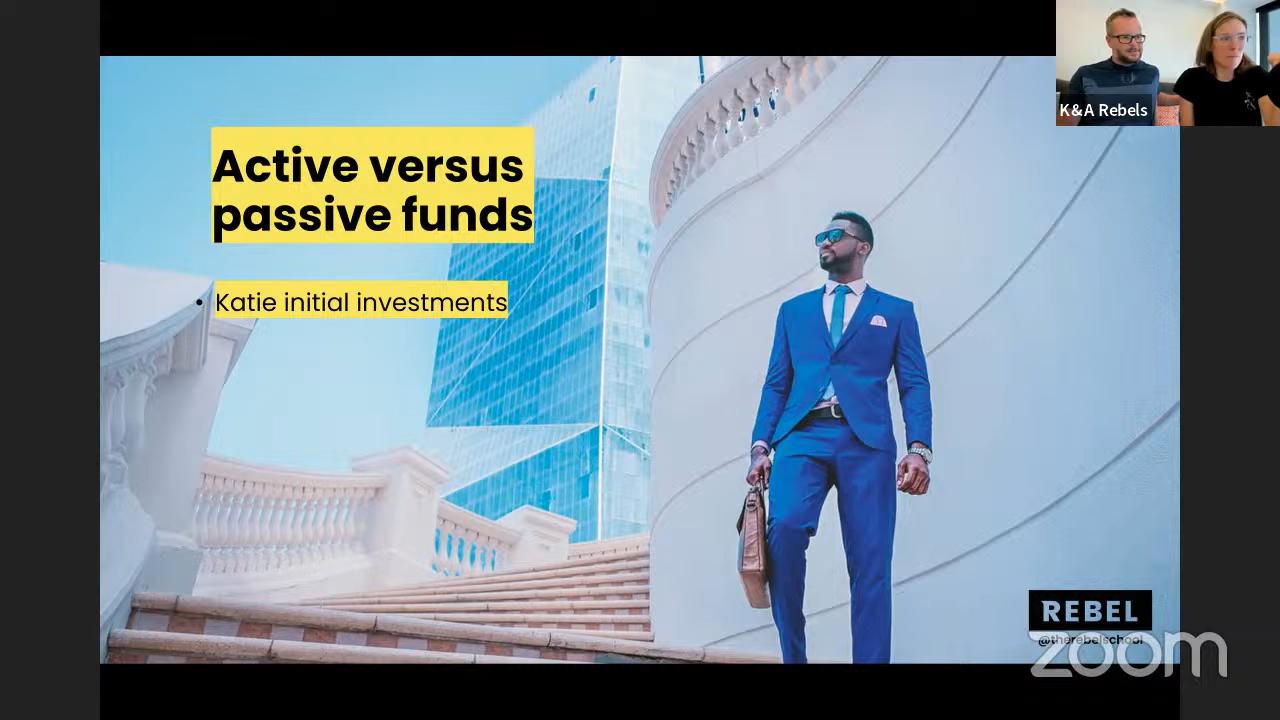 K&A Rebels
Active versus
passive funds
• Katie initial investments
REBEL
@therebelschool
zoom